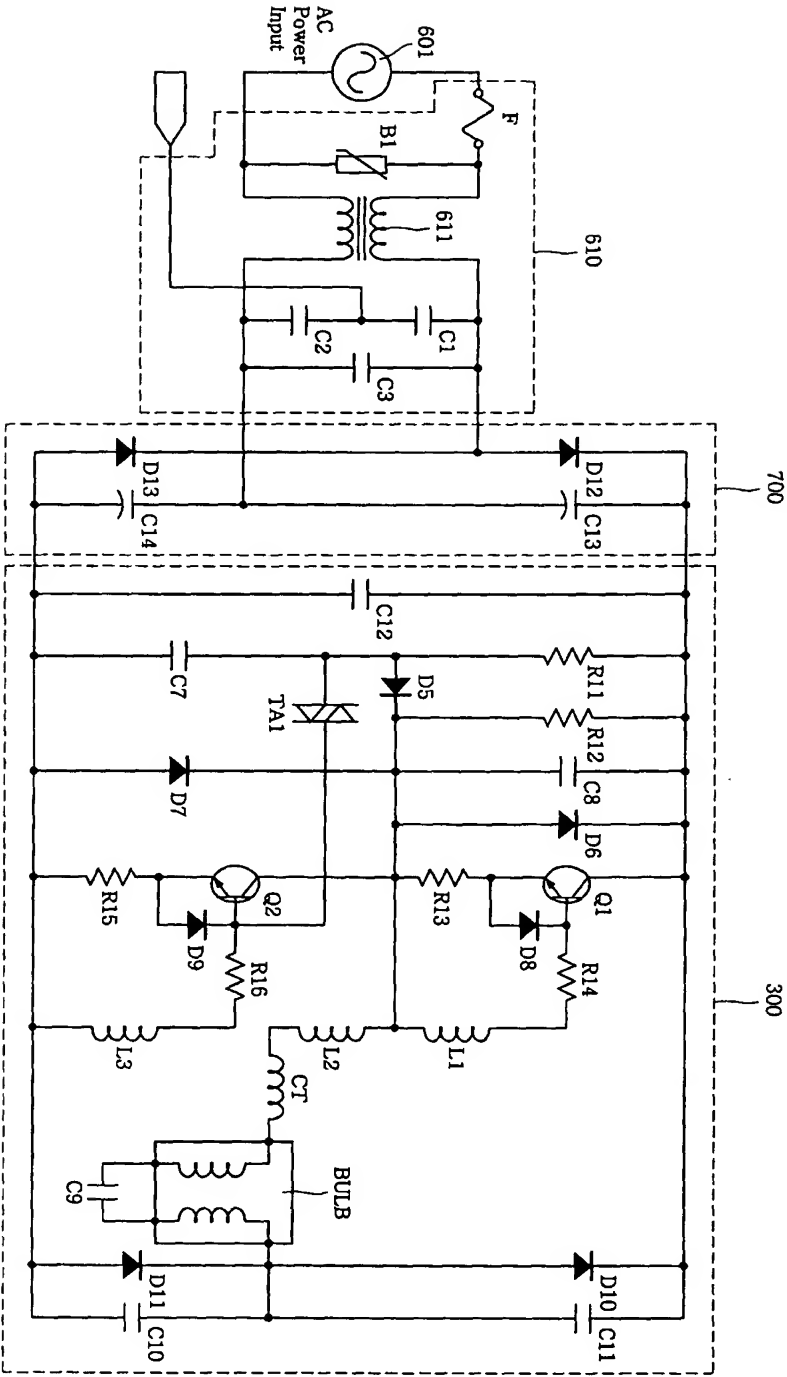 AC
Power
Input
601
F
B1
611
610
C1
C2
C3
700
D12
D13
C13
C14
300
C12
R11
C7
D5
TA1
R12
C8
D7
D6
Q1
R13
D8
R14
Q2
R15
D9
R16
L1
L2
L3
CT
BULB
C9
D10
D11
C11
C10